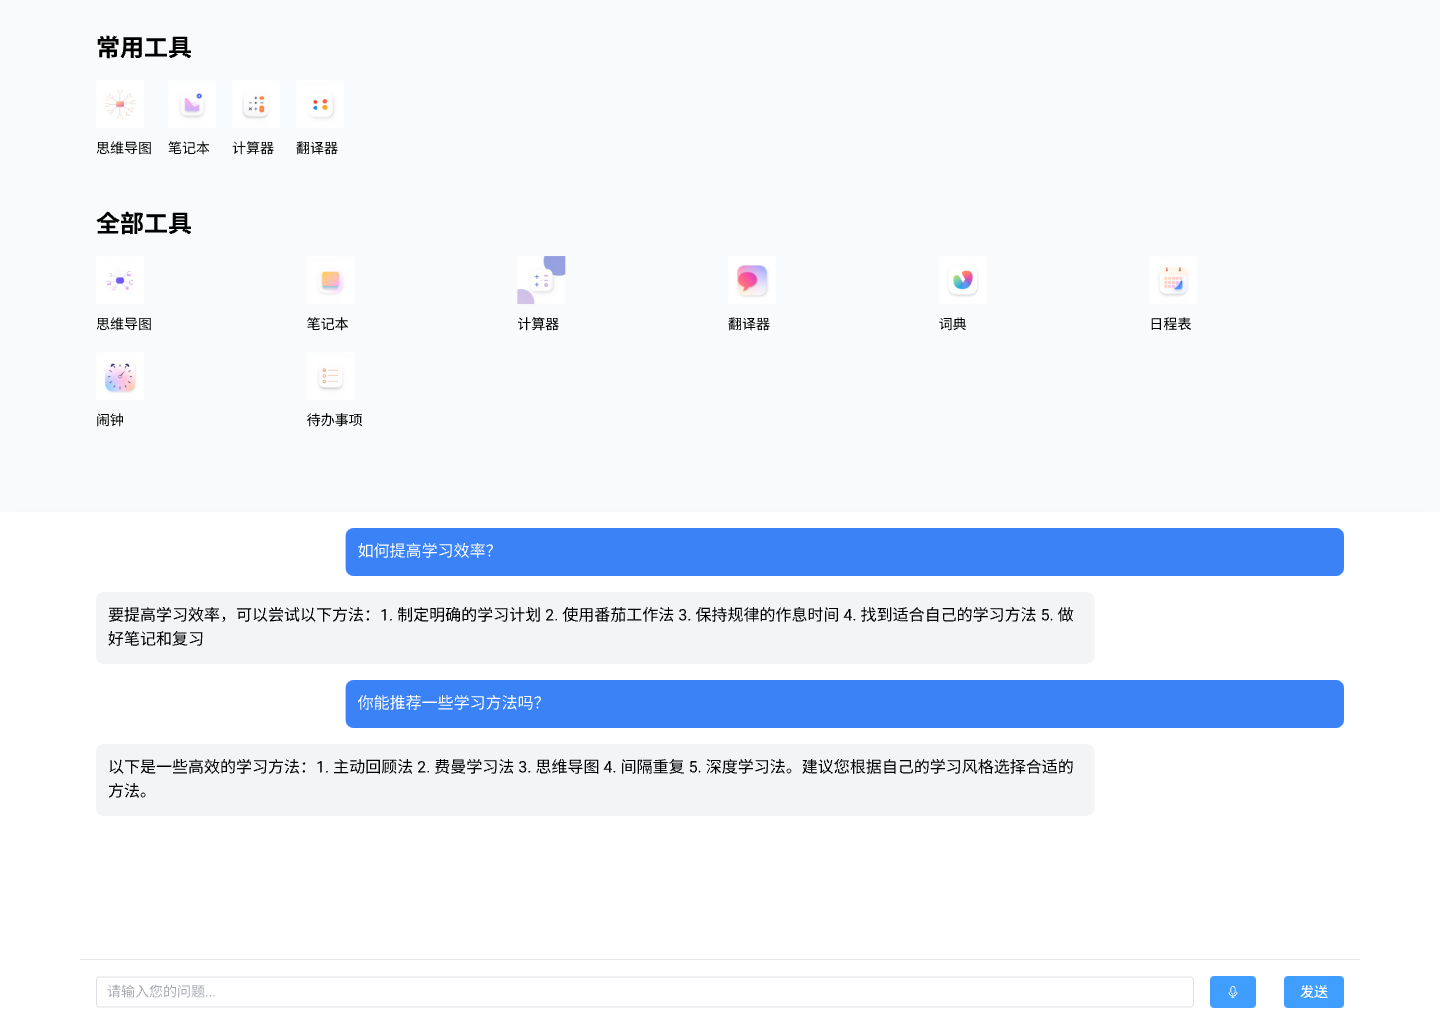 常用工具
思维导图 笔记本 计算器 翻译器
全部工具
思维导图 笔记本 计算器 翻译器 词典 日程表
闹钟 待办事项
如何提高学习效率？
要提高学习效率，可以尝试以下方法：1. 制定明确的学习计划 2. 使用番茄工作法 3. 保持规律的作息时间 4. 找到适合自己的学习方法 5. 做
好笔记和复习
你能推荐一些学习方法吗？
以下是一些高效的学习方法：1. 主动回顾法 2. 费曼学习法 3. 思维导图 4. 间隔重复 5. 深度学习法。建议您根据自己的学习风格选择合适的
方法。
请输入您的问题... 发送